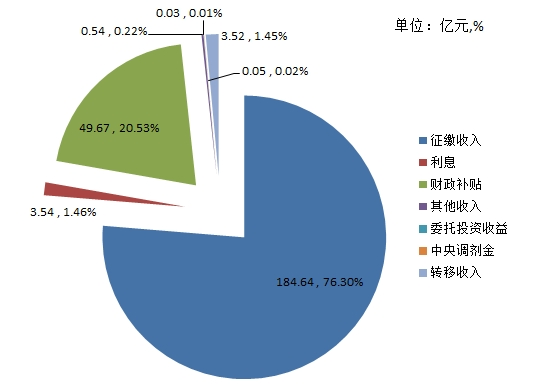 单位：亿元,%
0.03 , 0.01%
0.54 , 0.22%
3.52 , 1.45%
0.05 , 0.02%
49.67 , 20.53%
3.54 , 1.46%
184.64 , 76.30%
征缴收入
利息
财政补贴
其他收入
委托投资收益
中央调剂金
转移收入